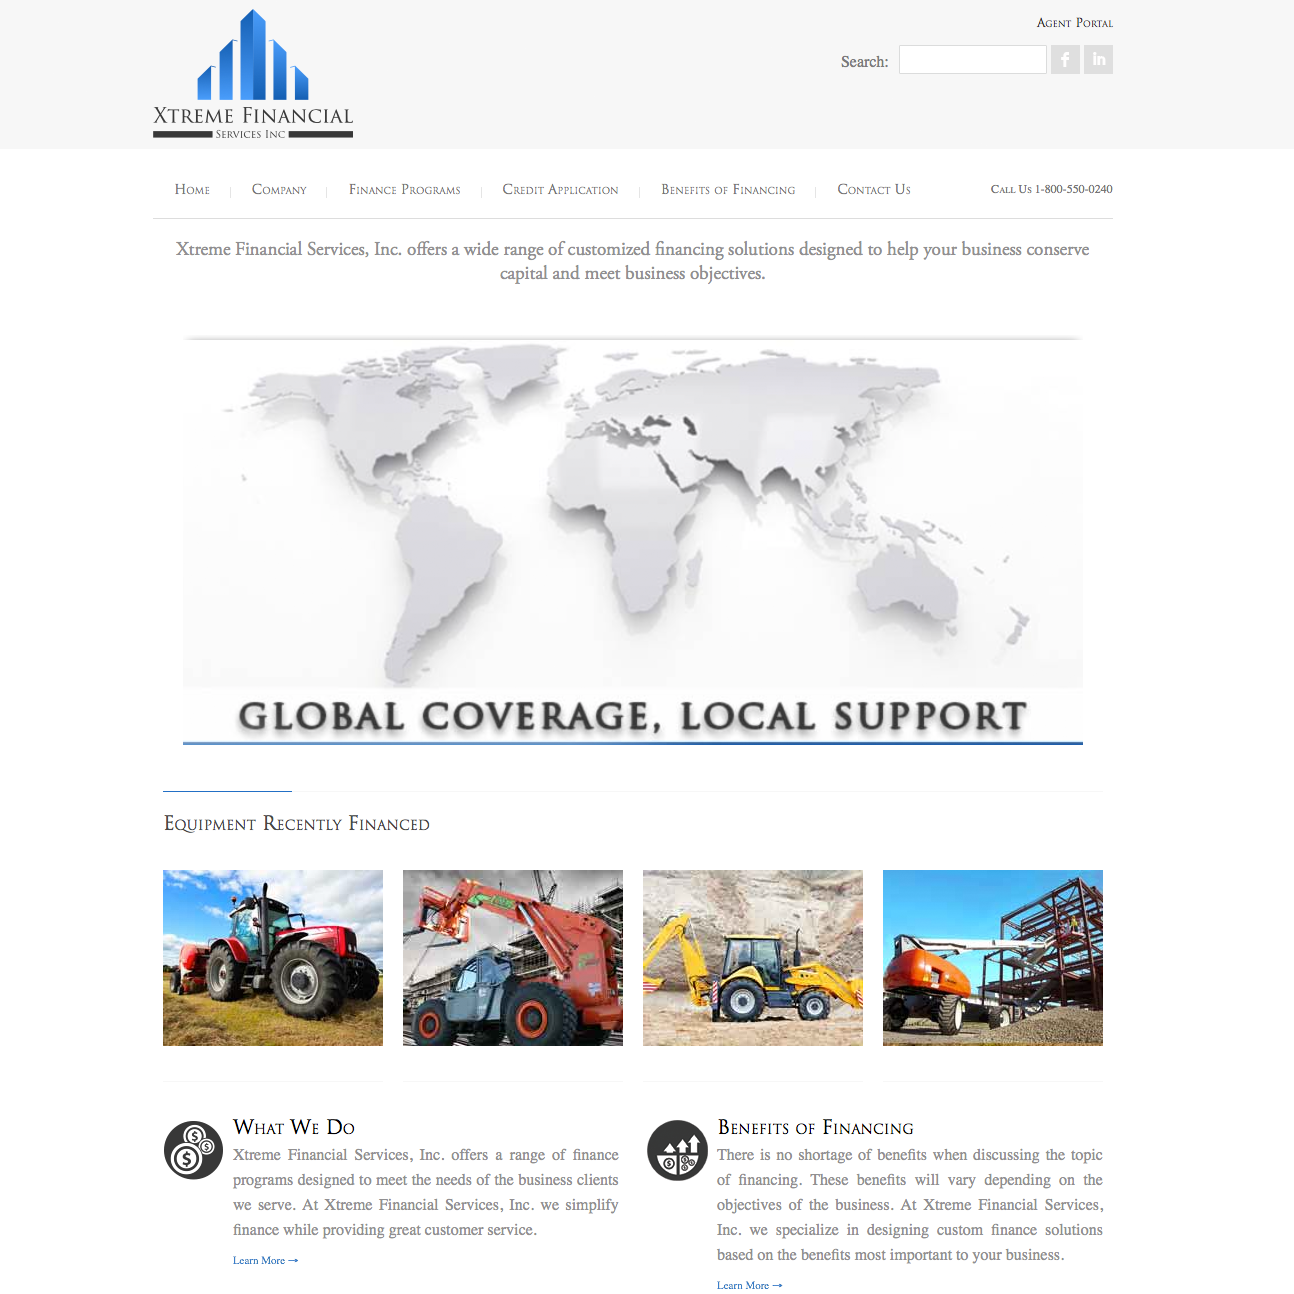 Xtreme Financial
Services Inc
Agent Portal
Search:
f
in
Home
Company
Finance Programs
Credit Application
Benefits of Financing
Contact Us
Call Us 1-800-550-0240
Xtreme Financial Services, Inc. offers a wide range of customized financing solutions designed to help your business conserve
capital and meet business objectives.
GLOBAL COVERAGE, LOCAL SUPPORT
Equipment Recently Financed
What We Do
Xtreme Financial Services, Inc. offers a range of finance
programs designed to meet the needs of the business clients
we serve. At Xtreme Financial Services, Inc. we simplify
finance while providing great customer service.
Learn More →
Benefits of Financing
There is no shortage of benefits when discussing the topic
of financing. These benefits will vary depending on the
objectives of the business. At Xtreme Financial Services,
Inc. we specialize in designing custom finance solutions
based on the benefits most important to your business.
Learn More →